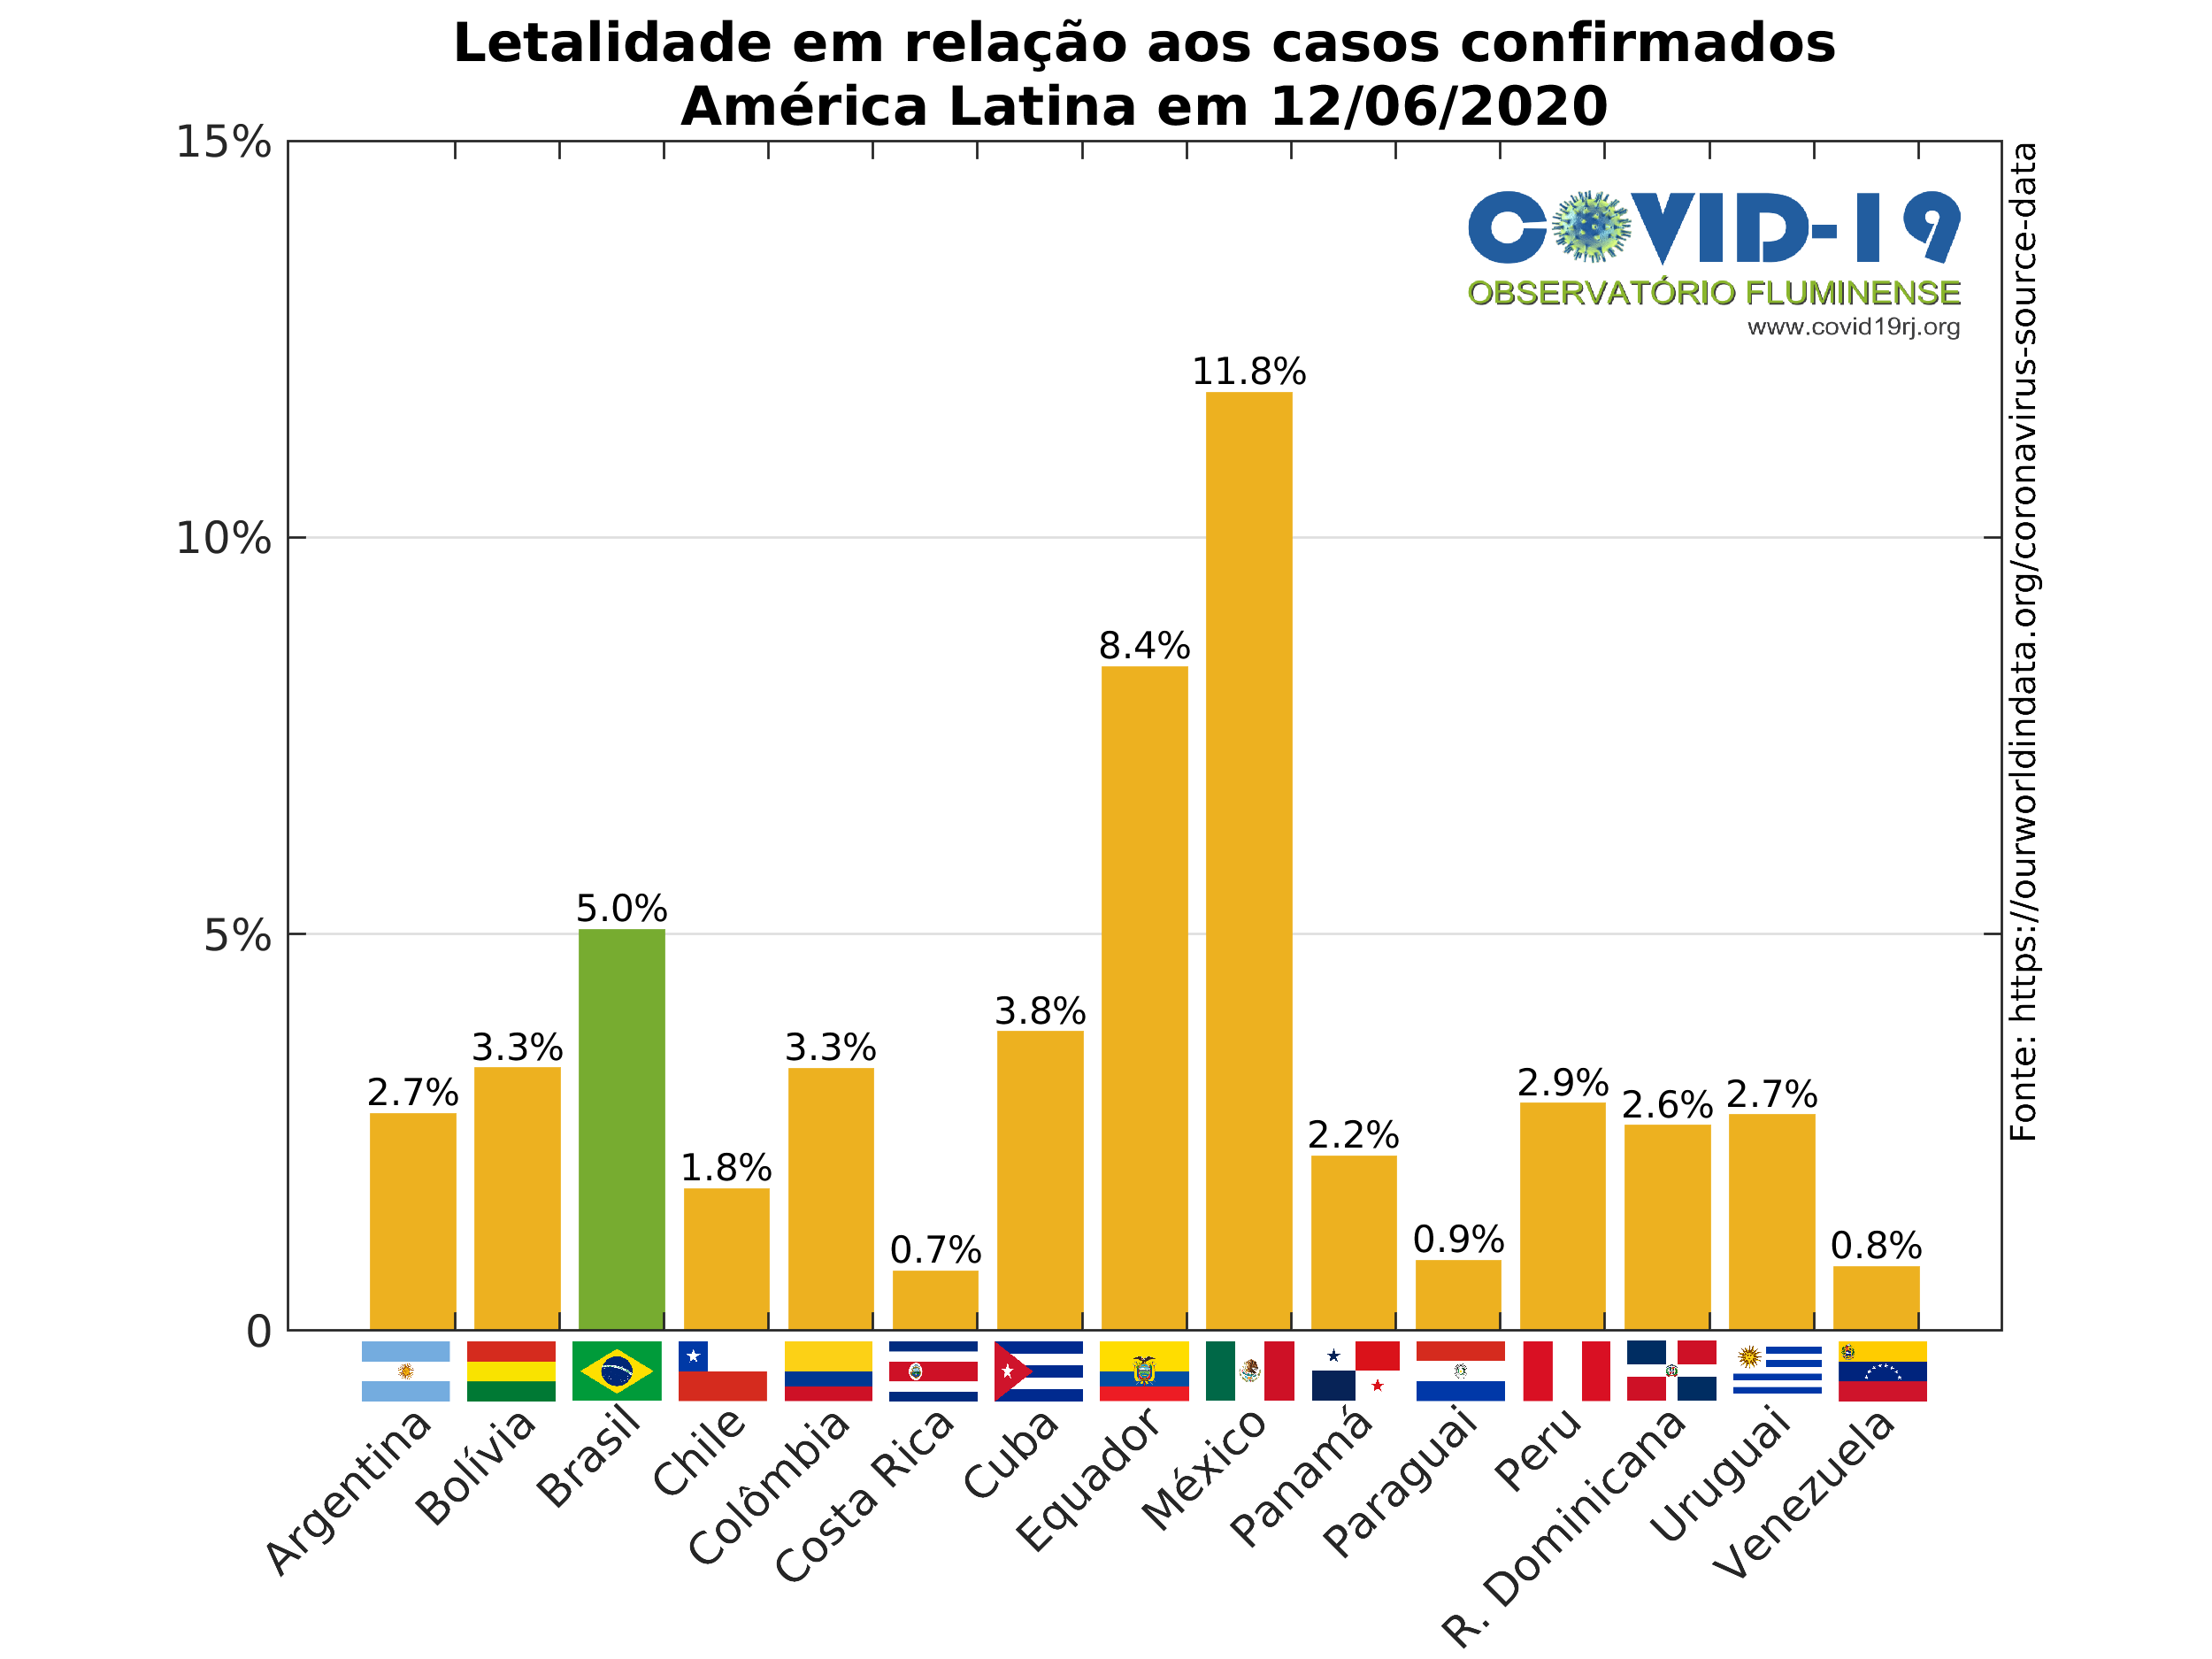 Letalidade em relação aos casos confirmados
América Latina em 12/06/2020
15%
10%
5%
0
COVID-19
OBSERVATÓRIO FLUMINENSE
www.covid19rj.org
Fonte: https://ourworldindata.org/coronavirus-source-data
2.7%
3.3%
5.0%
1.8%
3.3%
0.7%
3.8%
8.4%
11.8%
2.2%
0.9%
2.9%
2.6%
2.7%
0.8%
Argentina
Bolívia
Brasil
Chile
Colômbia
Costa Rica
Cuba
Equador
México
Panamá
Paraguai
Peru
R. Dominicana
Uruguai
Venezuela